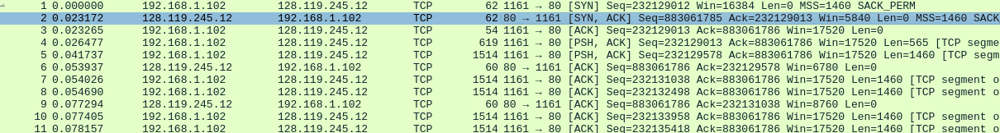 1 0.000000 192.168.1.102 128.119.245.12 TCP 62 1161 → 80 [SYN] Seq=232129012 Win=16384 Len=0 MSS=1460 SACK_PERM
2 0.023172 128.119.245.12 192.168.1.102 TCP 62 80 → 1161 [SYN, ACK] Seq=883061785 Ack=232129013 Win=5840 Len=0 MSS=1460 SACK
3 0.023265 192.168.1.102 128.119.245.12 TCP 54 1161 → 80 [ACK] Seq=232129013 Ack=883061786 Win=17520 Len=0
4 0.026477 192.168.1.102 128.119.245.12 TCP 619 1161 → 80 [PSH, ACK] Seq=232129013 Ack=883061786 Win=17520 Len=565 [TCP segme
5 0.041737 192.168.1.102 128.119.245.12 TCP 1514 1161 → 80 [PSH, ACK] Seq=232129578 Ack=883061786 Win=17520 Len=1460 [TCP segm
6 0.053937 128.119.245.12 192.168.1.102 TCP 60 80 → 1161 [ACK] Seq=883061786 Ack=232129578 Win=6780 Len=0
7 0.054026 192.168.1.102 128.119.245.12 TCP 1514 1161 → 80 [ACK] Seq=232131038 Ack=883061786 Win=17520 Len=1460 [TCP segment o
8 0.054690 192.168.1.102 128.119.245.12 TCP 1514 1161 → 80 [ACK] Seq=232132498 Ack=883061786 Win=17520 Len=1460 [TCP segment o
9 0.077294 128.119.245.12 192.168.1.102 TCP 60 80 → 1161 [ACK] Seq=883061786 Ack=232131038 Win=8760 Len=0
10 0.077405 192.168.1.102 128.119.245.12 TCP 1514 1161 → 80 [ACK] Seq=232133958 Ack=883061786 Win=17520 Len=1460 [TCP segment o
11 0.078157 192.168.1.102 128.119.245.12 TCP 1514 1161 → 80 [ACK] Seq=232135418 Ack=883061786 Win=17520 Len=1460 [TCP segment o